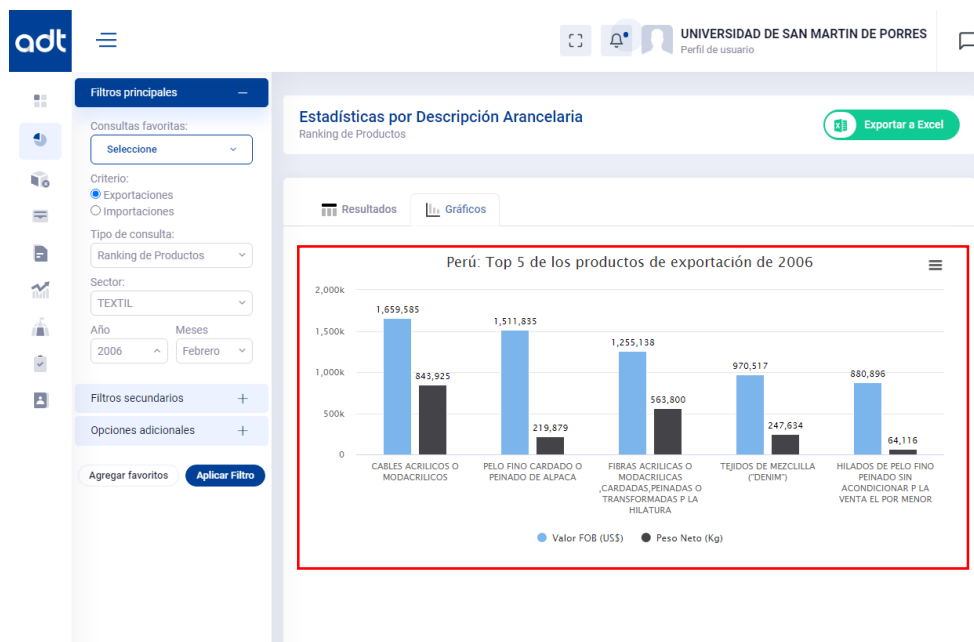 adt
UNIVERSIDAD DE SAN MARTIN DE PORRES
Perfil de usuario
Filtros principales
Consultas favoritas:
Seleccione
Criterio:
Exportaciones
Importaciones
Tipo de consulta:
Ranking de Productos
Sector:
TEXTIL
Año Meses
2006 Febrero
Filtros secundarios
Opciones adicionales
Agregar favoritos Aplicar Filtro
Estadísticas por Descripción Arancelaria
Ranking de Productos
Exportar a Excel
Resultados Gráficos
Perú: Top 5 de los productos de exportación de 2006
2,000k
1,500k
1,000k
500k
0
1,659,585
843,925
1,511,835
219,879
1,255,138
563,800
970,517
247,634
880,896
64,116
CABLES ACRILICOS O
MODACRILICOS
PELO FINO CARDADO O
PEINADO DE ALPACA
FIBRAS ACRILICAS O
MODACRILICAS
,CARDADAS,PEINADAS O
TRANSFORMADAS P LA
HILATURA
TEJIDOS DE MEZCLILLA
("DENIM")
HILADOS DE PELO FINO
PEINADO SIN
ACONDICIONAR P LA
VENTA EL POR MENOR
Valor FOB (US$) Peso Neto (Kg)